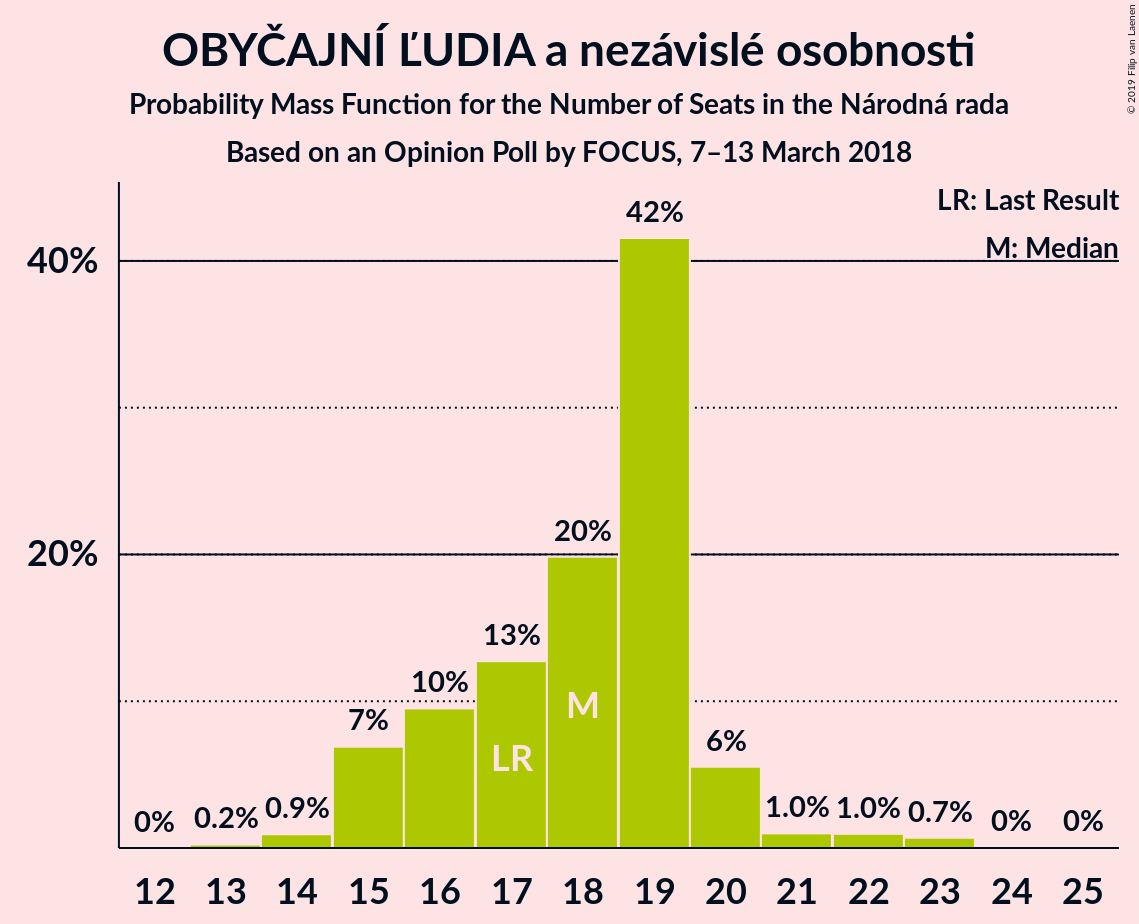 OBYČAJNÍ ĽUDIA a nezávislé osobnosti
Probability Mass Function for the Number of Seats in the Národná rada
Based on an Opinion Poll by FOCUS, 7–13 March 2018
© 2019 Filip van Laenen
LR: Last Result
M: Median
40%
20%
0%
0.2%
0.9%
7%
10%
13%
20%
42%
6%
1.0%
1.0%
0.7%
0%
0%
LR
M
12 13 14 15 16 17 18 19 20 21 22 23 24 25